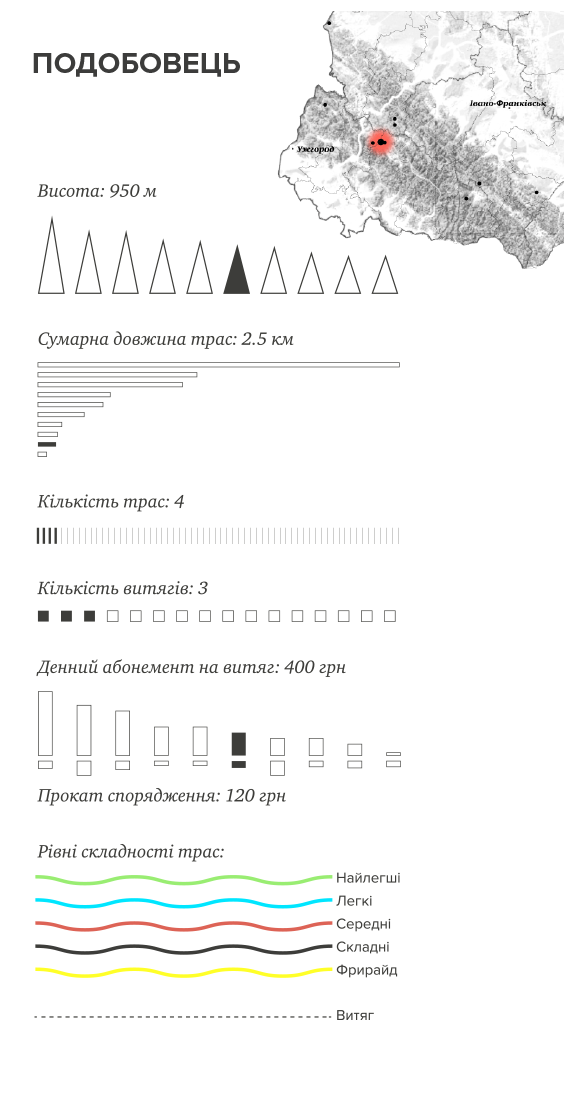 ПОДОБОВЕЦЬ
Івано-Франківськ
Ужгород
Висота: 950 м
Сумарна довжина трас: 2.5 км
Кількість трас: 4
Кількість витягів: 3
Денний абонемент на витяг: 400 грн
Прокат спорядження: 120 грн
Рівні складності трас:
Найлегші
Легкі
Середні
Складні
Фрирайд
Витяг